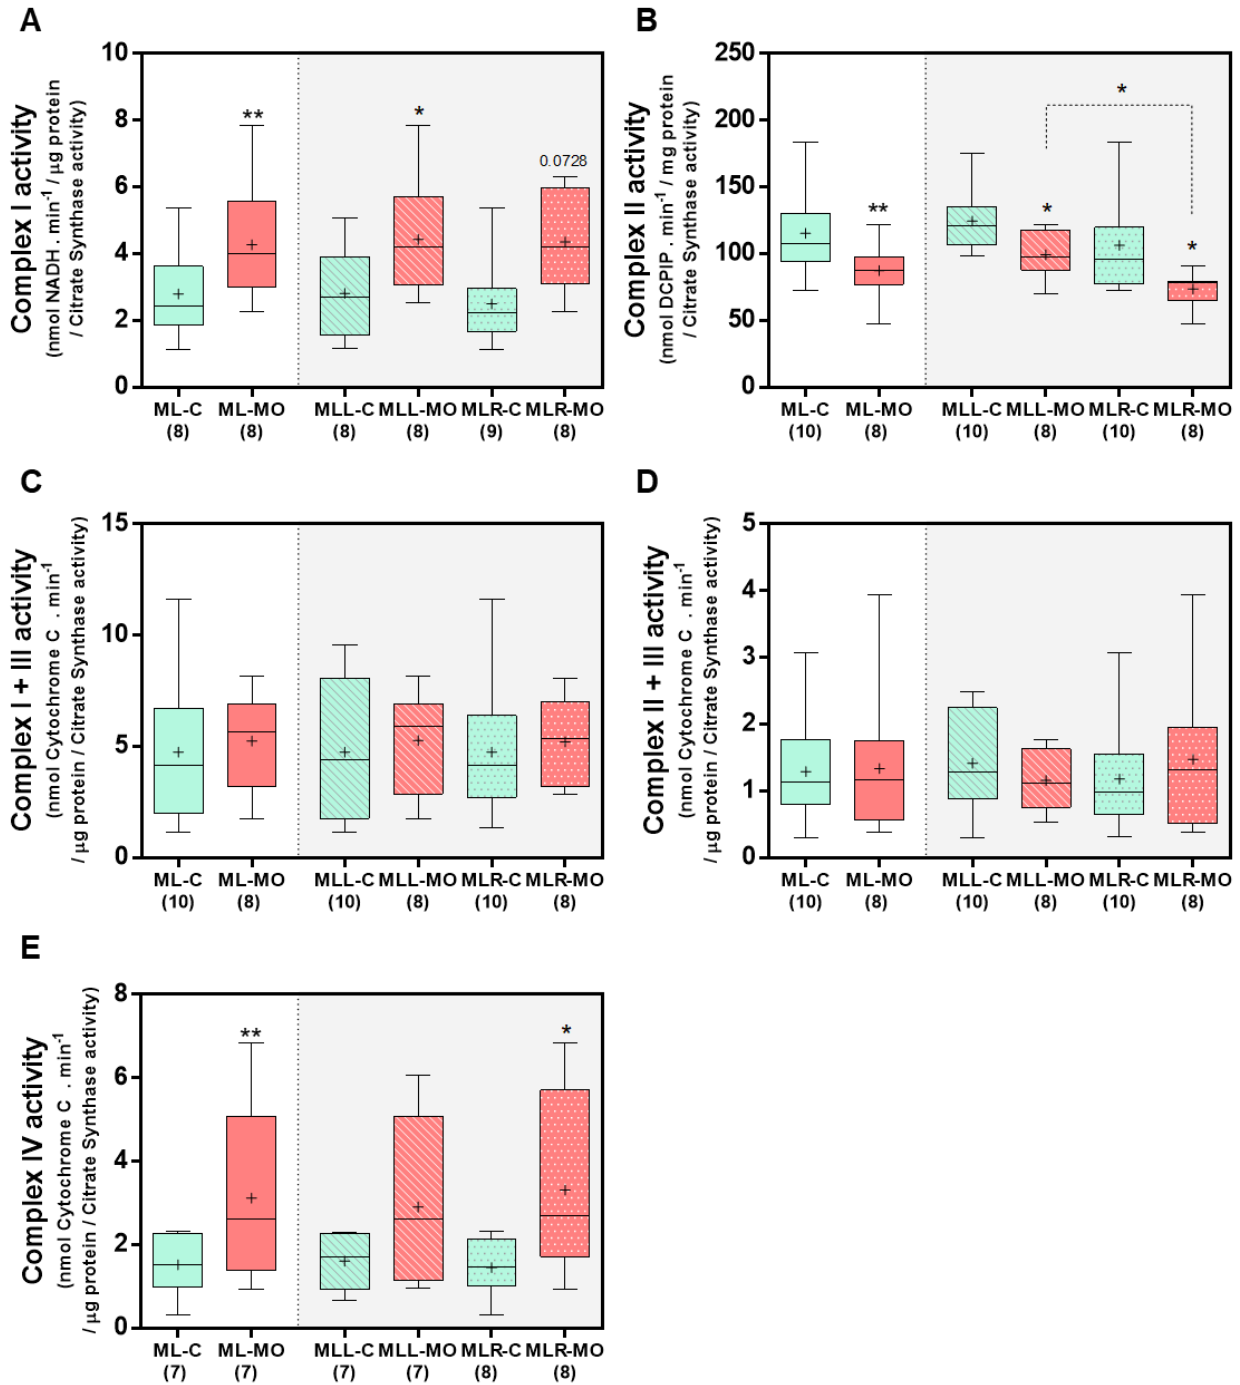 A
Complex I activity
(nmol NADH . min⁻¹ / µg protein
/ Citrate Synthase activity)
10
8
6
4
2
0
**
*
0.0728
ML-C ML-MO MLL-C MLL-MO MLR-C MLR-MO
(8) (8) (8) (8) (9) (8)
B
Complex II activity
(nmol DCPIP . min⁻¹ / mg protein
/ Citrate Synthase activity)
250
200
150
100
50
0
*
**
*
*
ML-C ML-MO MLL-C MLL-MO MLR-C MLR-MO
(10) (8) (10) (8) (10) (8)
C
Complex I + III activity
(nmol Cytochrome C . min⁻¹
/ µg protein / Citrate Synthase activity)
15
10
5
0
ML-C ML-MO MLL-C MLL-MO MLR-C MLR-MO
(10) (8) (10) (8) (10) (8)
D
Complex II + III activity
(nmol Cytochrome C . min⁻¹
/ µg protein / Citrate Synthase activity)
5
4
3
2
1
0
ML-C ML-MO MLL-C MLL-MO MLR-C MLR-MO
(10) (8) (10) (8) (10) (8)
E
Complex IV activity
(nmol Cytochrome C . min⁻¹
/ µg protein / Citrate Synthase activity)
8
6
4
2
0
**
*
ML-C ML-MO MLL-C MLL-MO MLR-C MLR-MO
(7) (7) (7) (7) (8) (8)